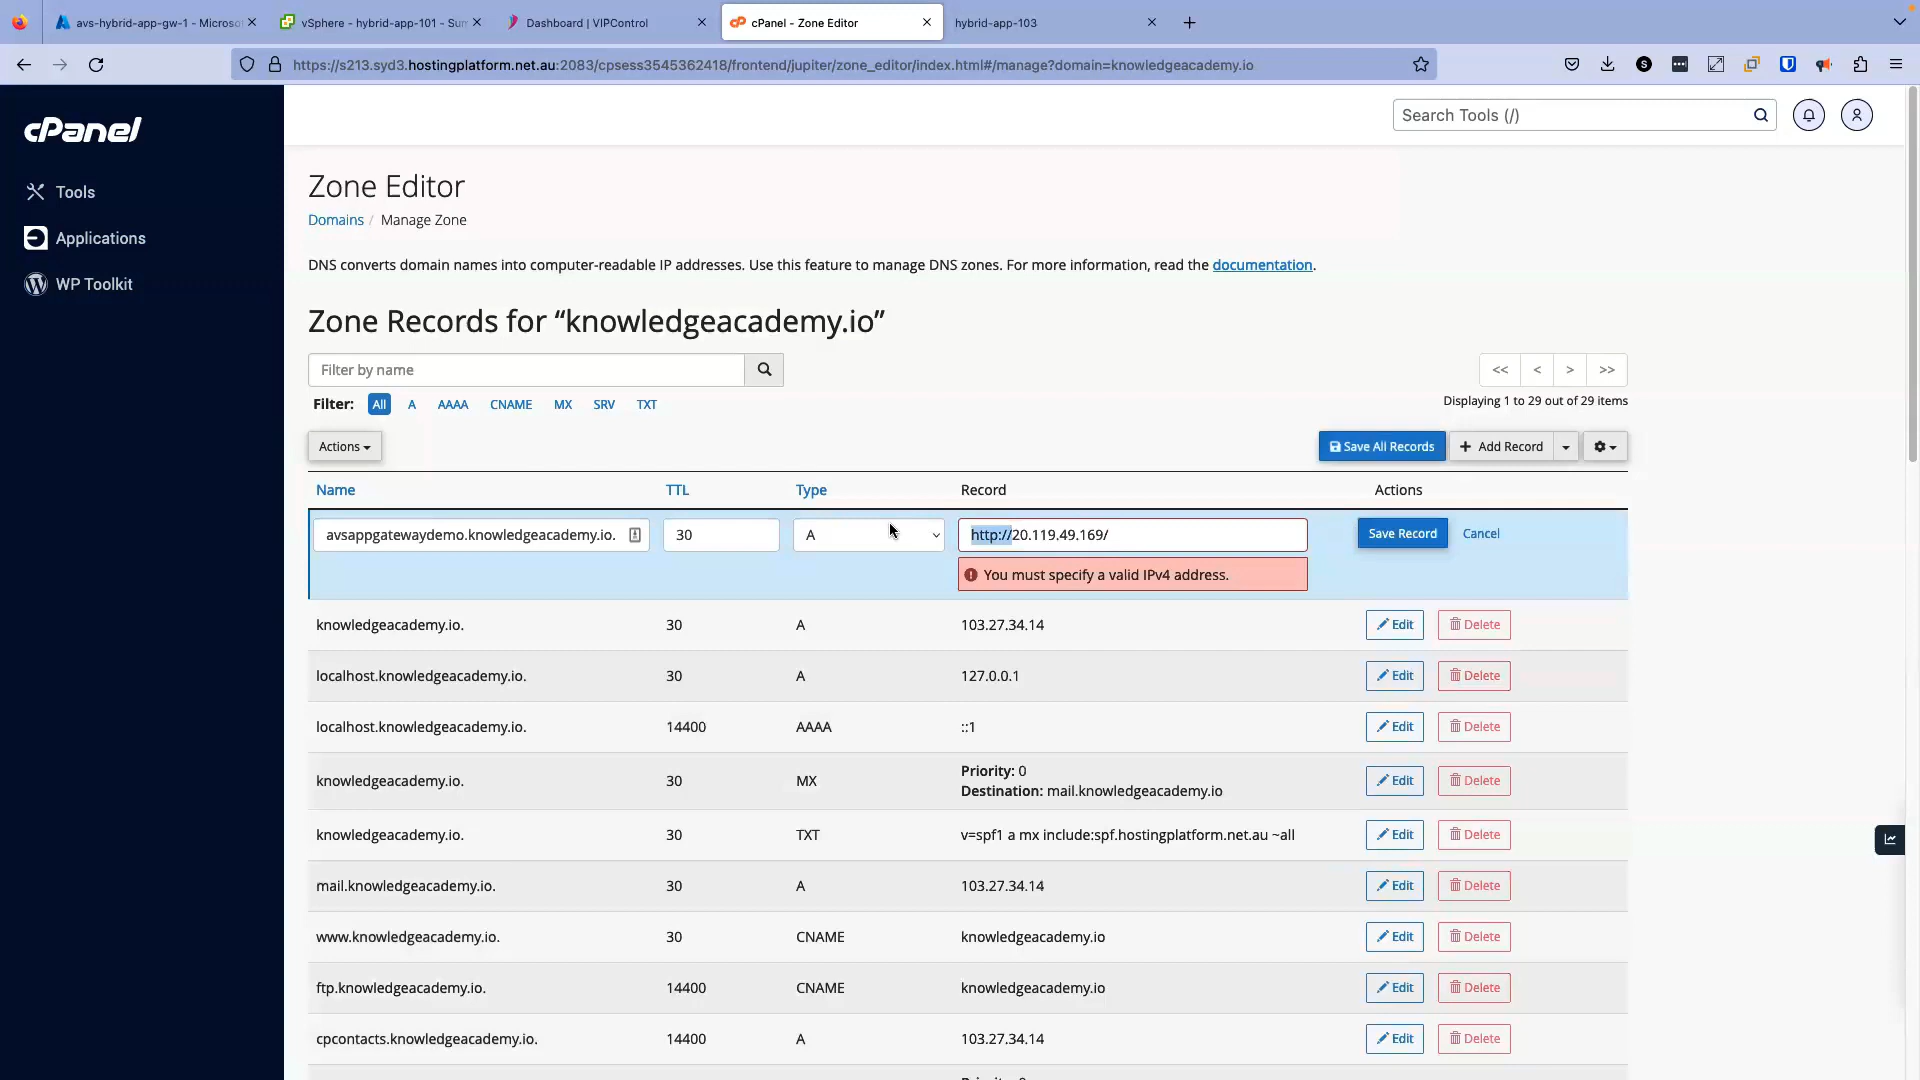 avs-hybrid-app-gw-1 - Microso
vSphere - hybrid-app-101 - Sum
Dashboard | VIPControl
cPanel - Zone Editor
hybrid-app-103
https://s213.syd3.hostingplatform.net.au:2083/cpsess3545362418/frontend/jupiter/zone_editor/index.html#/manage?domain=knowledgeacademy.io
cPanel
Search Tools (/)
Tools
Applications
WP Toolkit
Zone Editor
Domains / Manage Zone
DNS converts domain names into computer-readable IP addresses. Use this feature to manage DNS zones. For more information, read the documentation.
Zone Records for “knowledgeacademy.io”
Filter by name
<< < > >>
Filter: All A AAAA CNAME MX SRV TXT
Displaying 1 to 29 out of 29 items
Actions
Save All Records
+ Add Record
Name TTL Type Record Actions
avsappgatewaydemo.knowledgeacademy.io. 30 A http://20.119.49.169/ Save Record Cancel
You must specify a valid IPv4 address.
knowledgeacademy.io. 30 A 103.27.34.14 Edit Delete
localhost.knowledgeacademy.io. 30 A 127.0.0.1 Edit Delete
localhost.knowledgeacademy.io. 14400 AAAA ::1 Edit Delete
knowledgeacademy.io. 30 MX Priority: 0 Edit Delete
Destination: mail.knowledgeacademy.io
knowledgeacademy.io. 30 TXT v=spf1 a mx include:spf.hostingplatform.net.au ~all Edit Delete
mail.knowledgeacademy.io. 30 A 103.27.34.14 Edit Delete
www.knowledgeacademy.io. 30 CNAME knowledgeacademy.io Edit Delete
ftp.knowledgeacademy.io. 14400 CNAME knowledgeacademy.io Edit Delete
cpcontacts.knowledgeacademy.io. 14400 A 103.27.34.14 Edit Delete